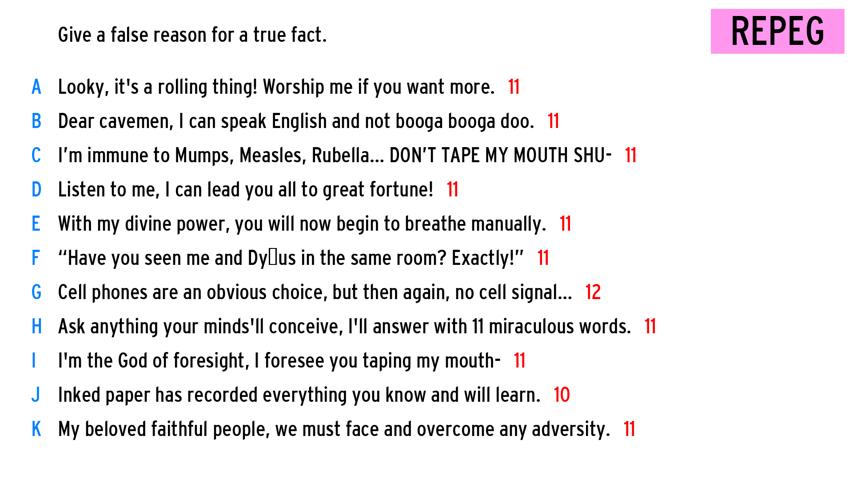 REPEG
Give a false reason for a true fact.
A Looky, it's a rolling thing! Worship me if you want more. 11
B Dear cavemen, I can speak English and not booga booga doo. 11
C I’m immune to Mumps, Measles, Rubella... DON’T TAPE MY MOUTH SHU- 11
D Listen to me, I can lead you all to great fortune! 11
E With my divine power, you will now begin to breathe manually. 11
F “Have you seen me and Dy▯us in the same room? Exactly!” 11
G Cell phones are an obvious choice, but then again, no cell signal... 12
H Ask anything your minds'll conceive, I'll answer with 11 miraculous words. 11
I I'm the God of foresight, I foresee you taping my mouth- 11
J Inked paper has recorded everything you know and will learn. 10
K My beloved faithful people, we must face and overcome any adversity. 11